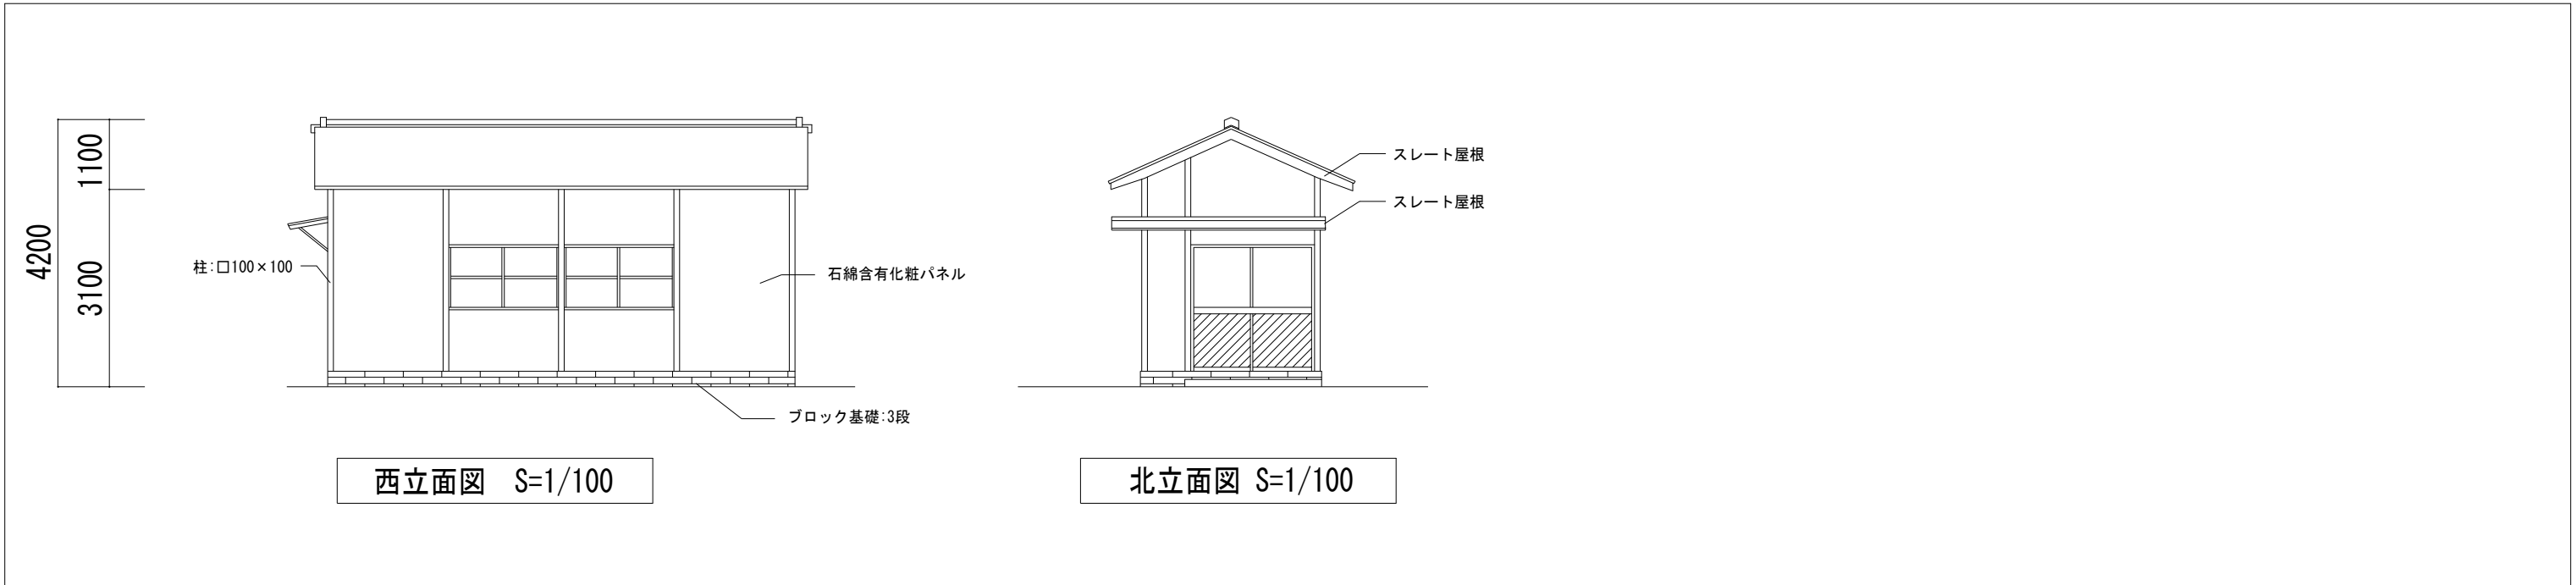 4200
1100
3100
柱:□100×100
石綿含有化粧パネル
ブロック基礎:3段
西立面図 S=1/100
スレート屋根
スレート屋根
北立面図 S=1/100